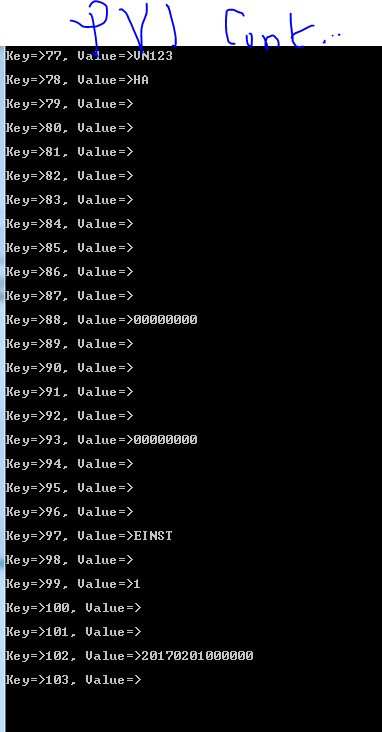 PV1 Cont...
Key=>77, Value=>VN123
Key=>78, Value=>HA
Key=>79, Value=>
Key=>80, Value=>
Key=>81, Value=>
Key=>82, Value=>
Key=>83, Value=>
Key=>84, Value=>
Key=>85, Value=>
Key=>86, Value=>
Key=>87, Value=>
Key=>88, Value=>00000000
Key=>89, Value=>
Key=>90, Value=>
Key=>91, Value=>
Key=>92, Value=>
Key=>93, Value=>00000000
Key=>94, Value=>
Key=>95, Value=>
Key=>96, Value=>
Key=>97, Value=>EINST
Key=>98, Value=>
Key=>99, Value=>1
Key=>100, Value=>
Key=>101, Value=>
Key=>102, Value=>20170201000000
Key=>103, Value=>